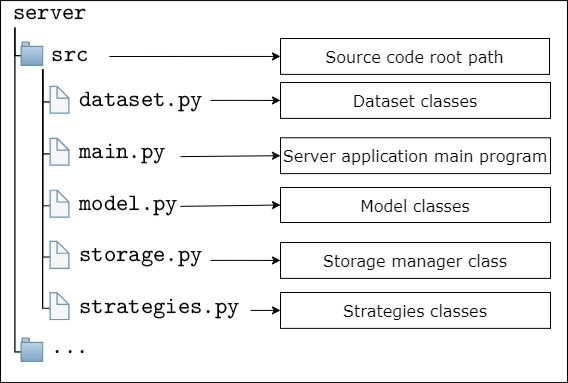 server
src
Source code root path
dataset.py
Dataset classes
main.py
Server application main program
model.py
Model classes
storage.py
Storage manager class
strategies.py
Strategies classes
...